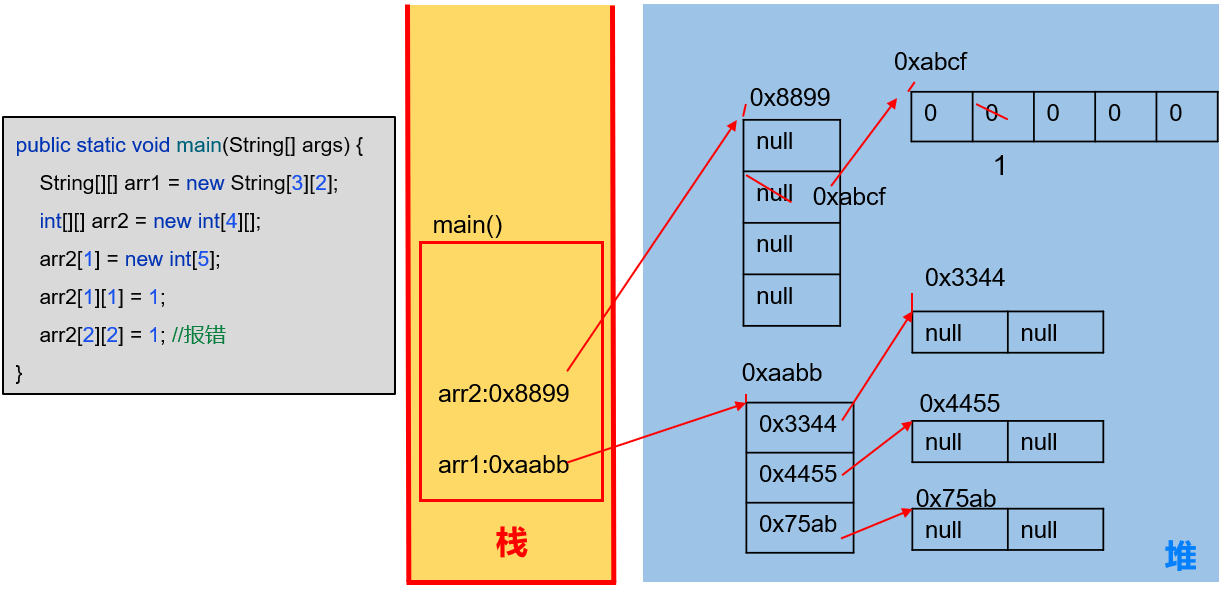 public static void main(String[] args) {
String[][] arr1 = new String[3][2];
int[][] arr2 = new int[4][];
arr2[1] = new int[5];
arr2[1][1] = 1;
arr2[2][2] = 1; //报错
}
main()
arr2:0x8899
arr1:0xaabb
栈
0x8899
null
null
0xabcf
null
null
0xabcf
0 0 0 0 0
1
0xaabb
0x3344
0x4455
0x75ab
0x3344
null null
0x4455
null null
0x75ab
null null
堆